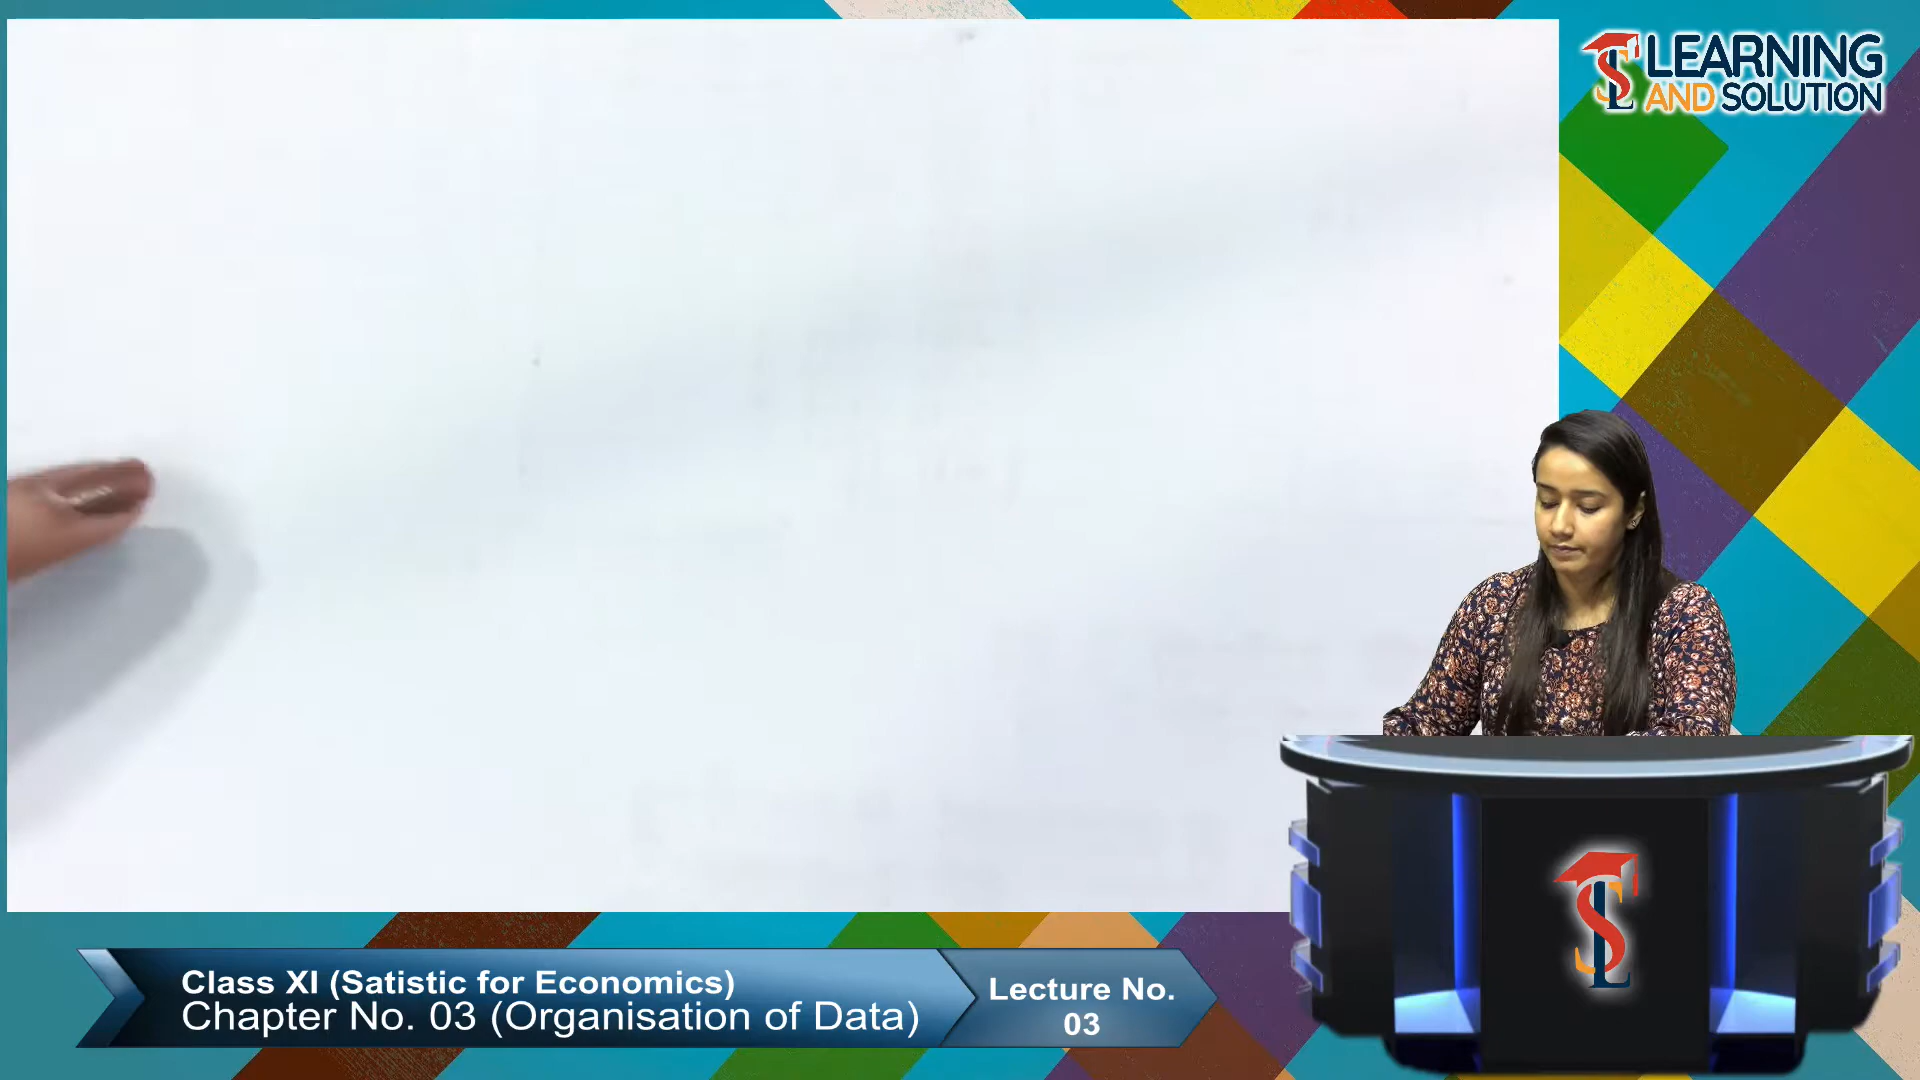 LEARNING
AND SOLUTION
Class XI (Satistic for Economics)
Chapter No. 03 (Organisation of Data)
Lecture No.
03